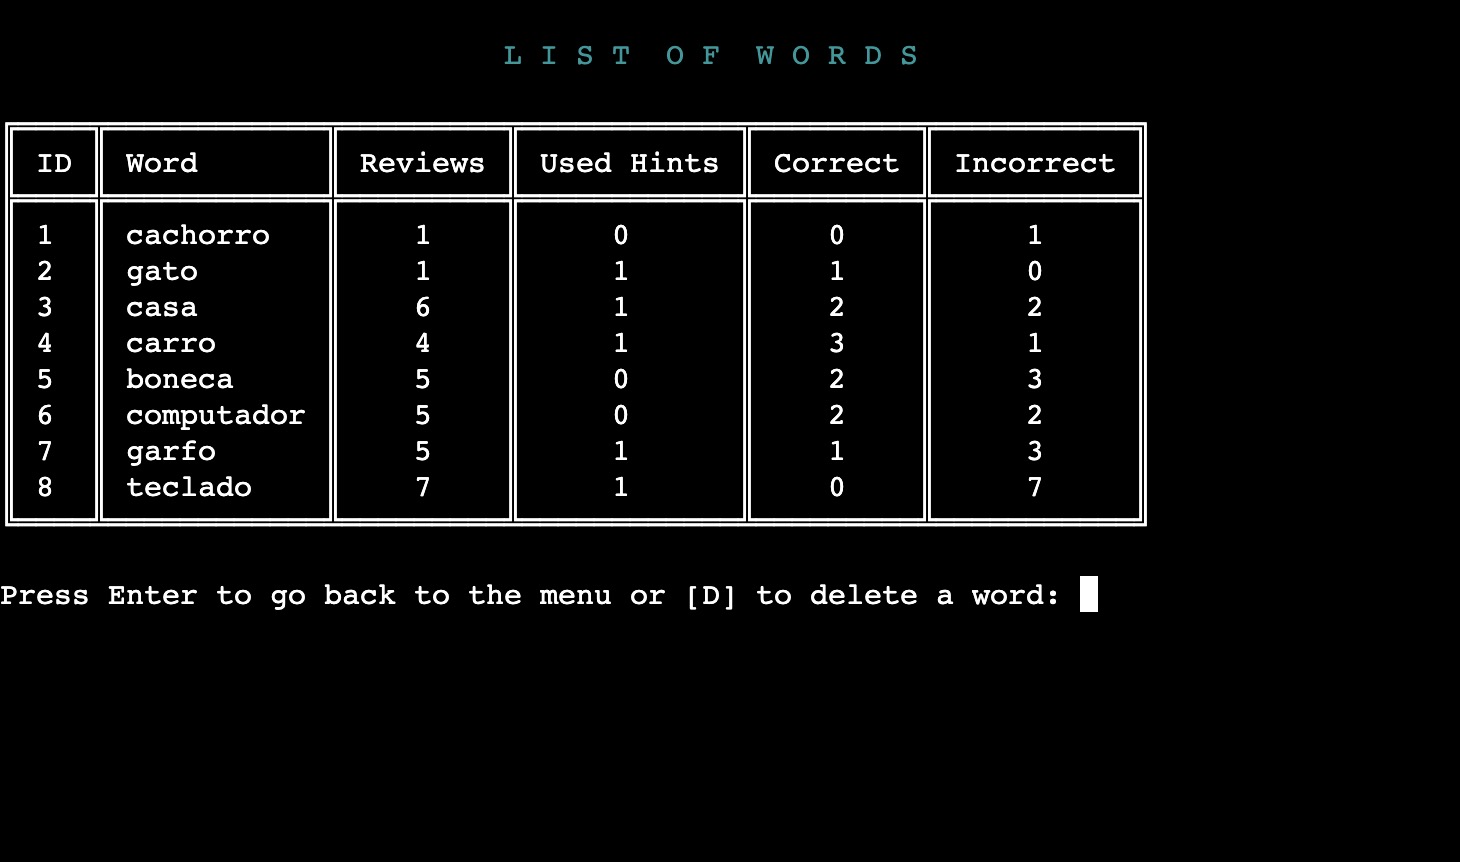 L I S T  O F  W O R D S
ID Word Reviews Used Hints Correct Incorrect
1 cachorro 1 0 0 1
2 gato 1 1 1 0
3 casa 6 1 2 2
4 carro 4 1 3 1
5 boneca 5 0 2 3
6 computador 5 0 2 2
7 garfo 5 1 1 3
8 teclado 7 1 0 7
Press Enter to go back to the menu or [D] to delete a word: